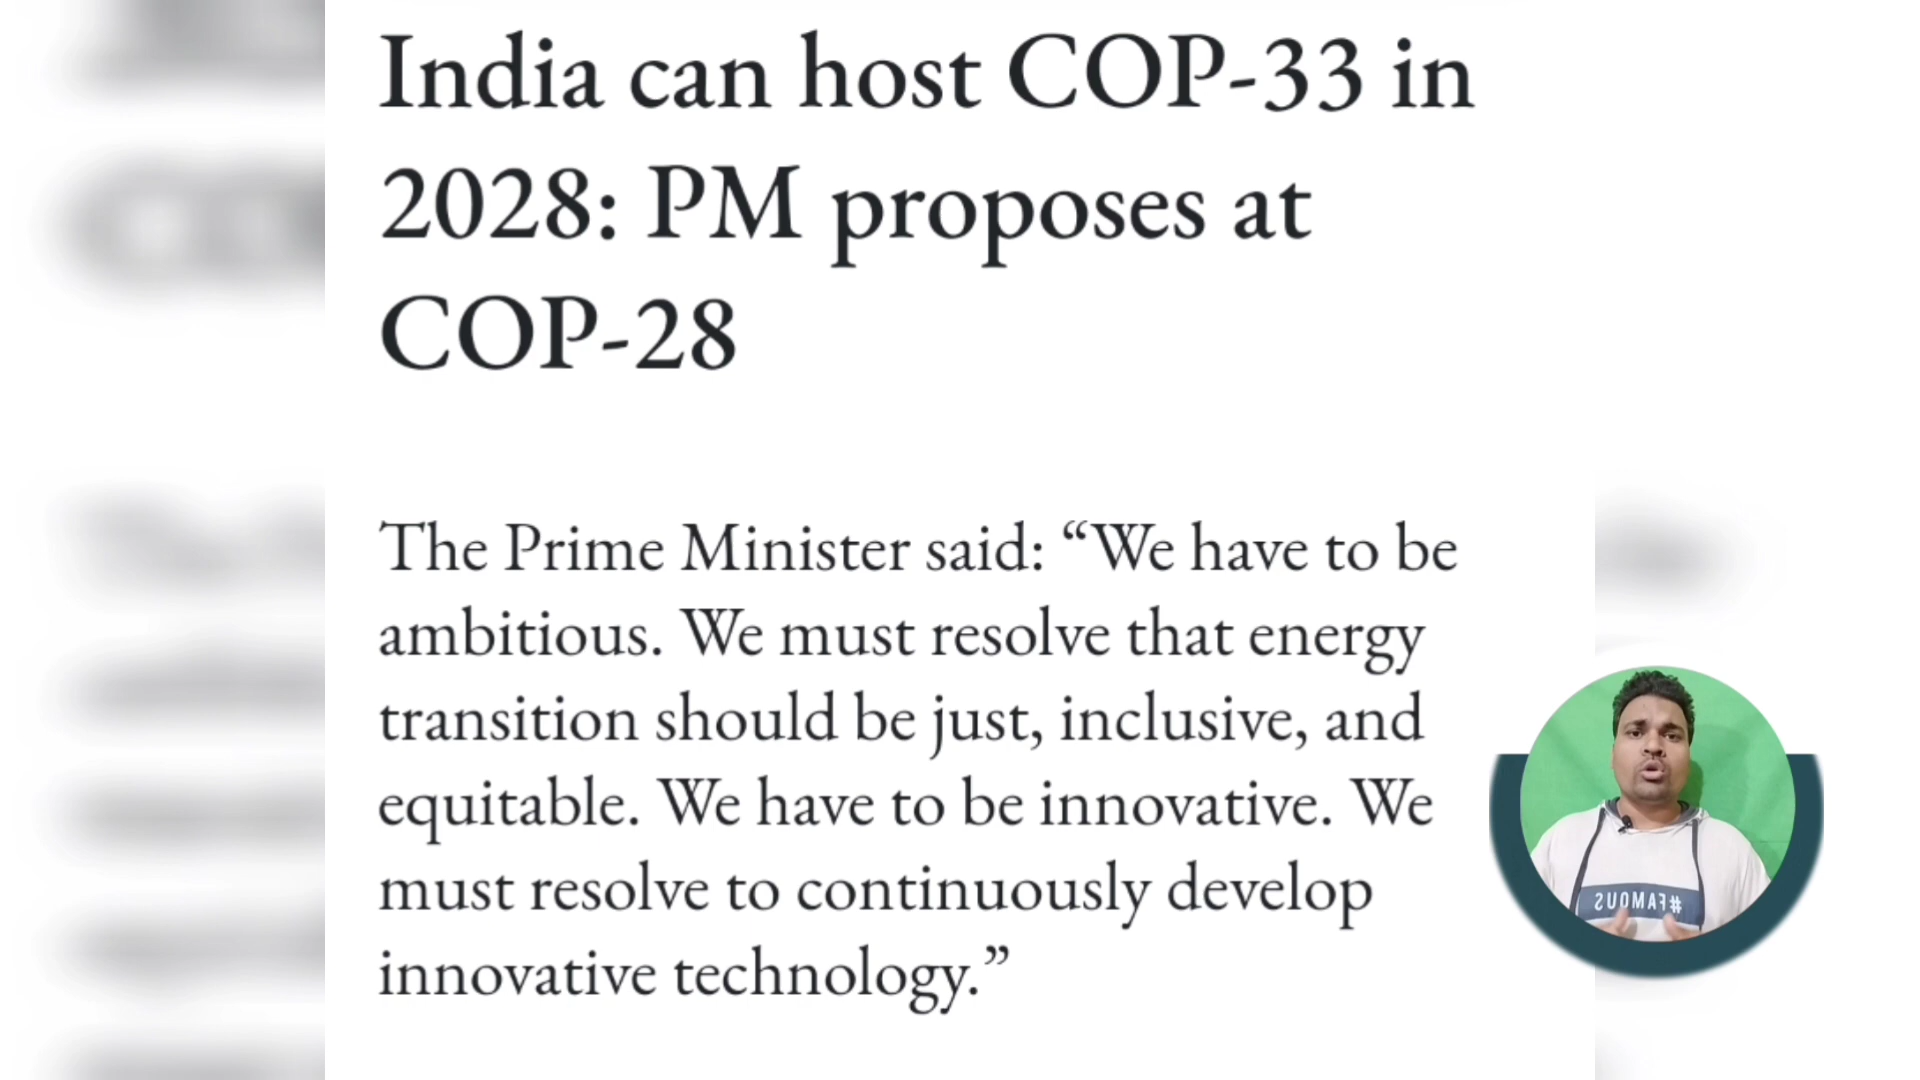 India can host COP-33 in
2028: PM proposes at
COP-28
The Prime Minister said: “We have to be
ambitious. We must resolve that energy
transition should be just, inclusive, and
equitable. We have to be innovative. We
must resolve to continuously develop
innovative technology.”
#FAMOUS